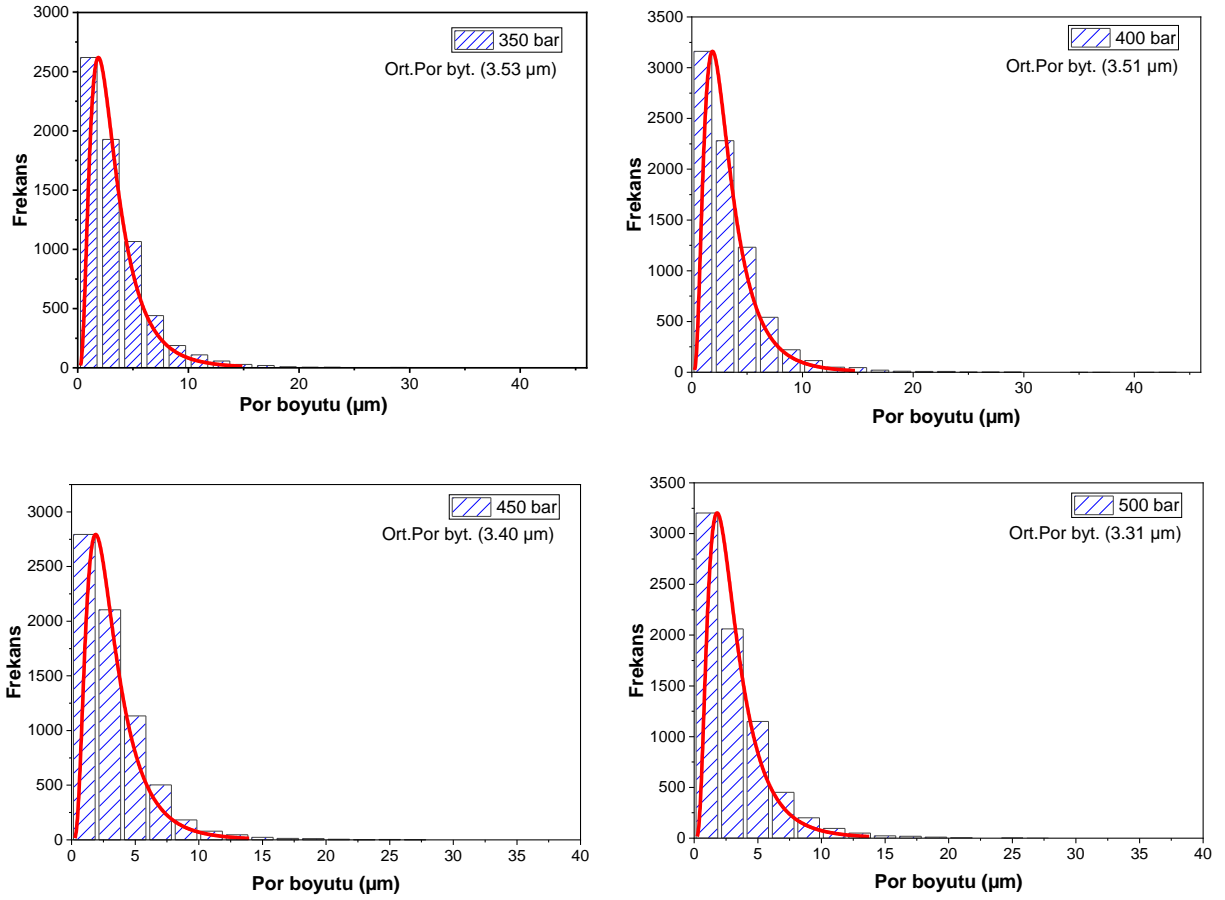 3000
2500
2000
1500
1000
500
0
Frekans
350 bar
Ort.Por byt. (3.53 µm)
0 10 20 30 40
Por boyutu (µm)
3500
3000
2500
2000
1500
1000
500
0
Frekans
400 bar
Ort.Por byt. (3.51 µm)
0 10 20 30 40
Por boyutu (µm)
3000
2500
2000
1500
1000
500
0
Frekans
450 bar
Ort.Por byt. (3.40 µm)
0 5 10 15 20 25 30 35 40
Por boyutu (µm)
3500
3000
2500
2000
1500
1000
500
0
Frekans
500 bar
Ort.Por byt. (3.31 µm)
0 5 10 15 20 25 30 35 40
Por boyutu (µm)